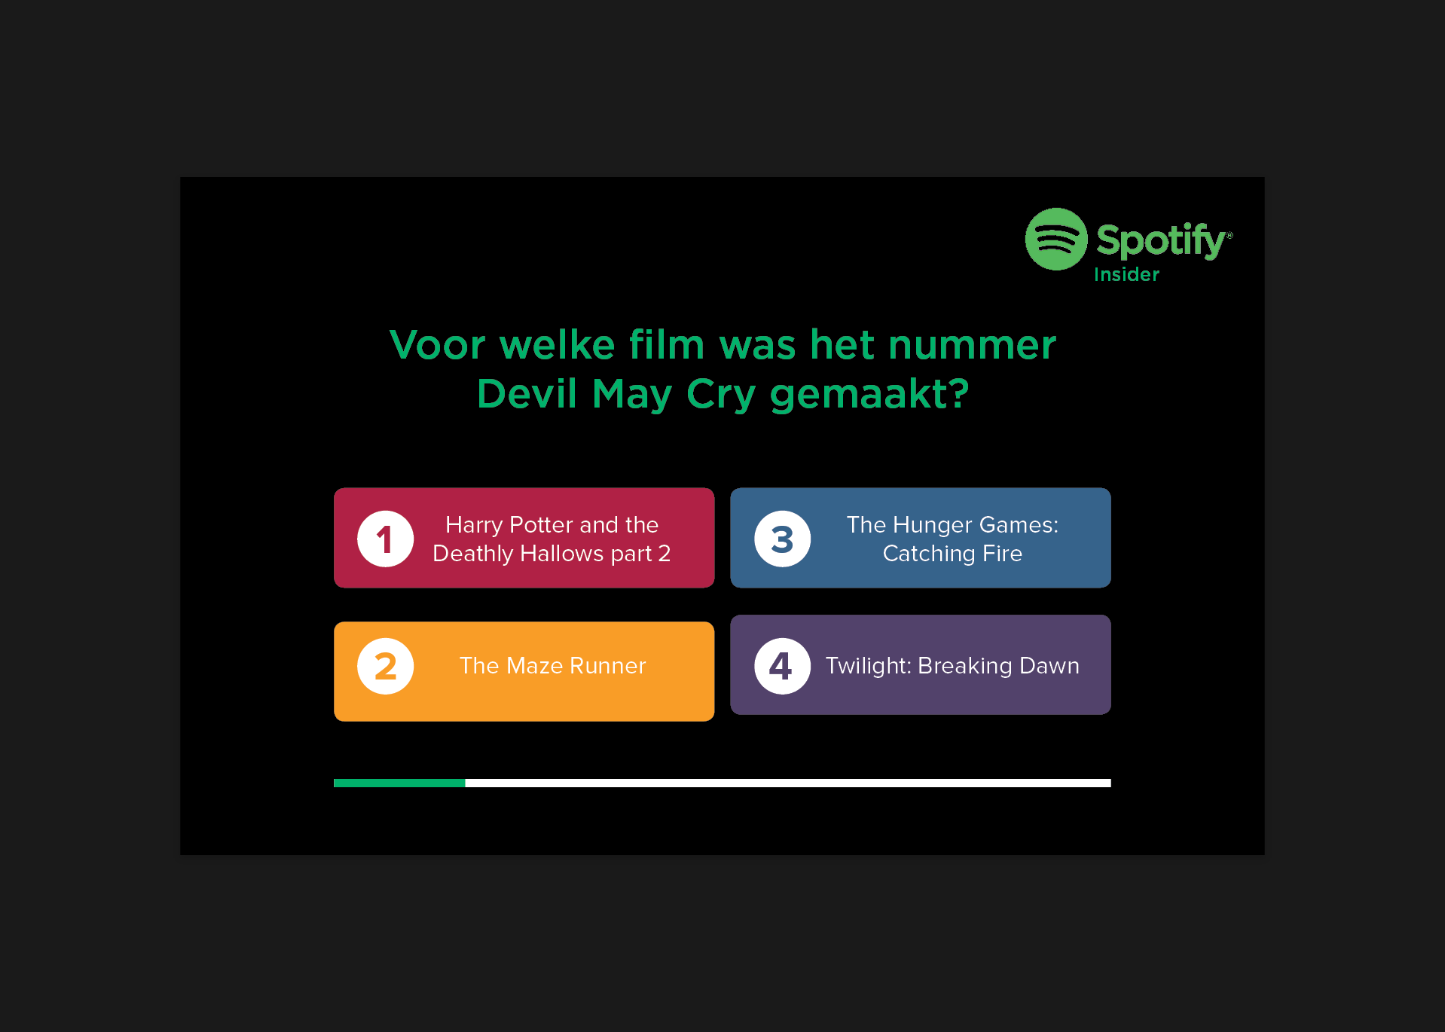 Spotify®
Insider
Voor welke film was het nummer
Devil May Cry gemaakt?
1
Harry Potter and the
Deathly Hallows part 2
3
The Hunger Games:
Catching Fire
2
The Maze Runner
4
Twilight: Breaking Dawn